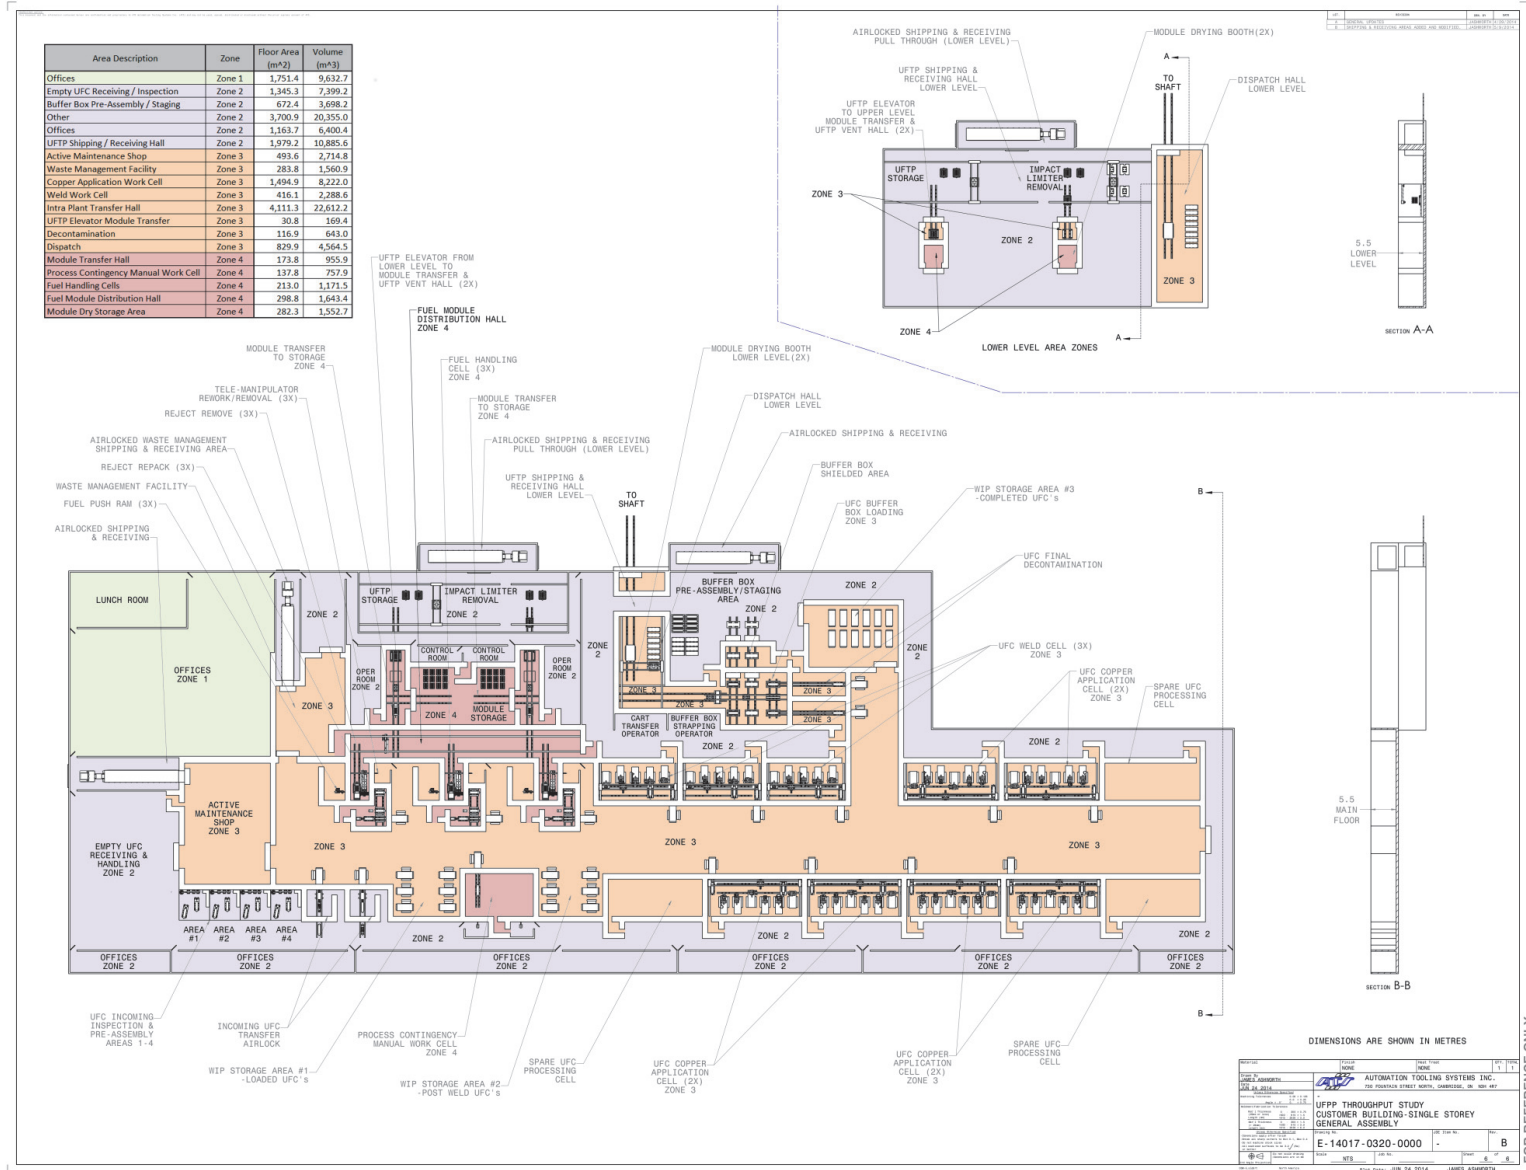 Area Description Zone Floor Area (m^2) Volume (m^3)
Offices Zone 1 1,751.4 9,632.7
Empty UFC Receiving / Inspection Zone 2 1,345.3 7,399.2
Buffer Box Pre-Assembly / Staging Zone 2 672.4 3,698.2
Other Zone 2 3,700.9 20,355.0
Offices Zone 2 1,163.7 6,400.4
UFTP Shipping / Receiving Hall Zone 2 1,979.2 10,885.6
Active Maintenance Shop Zone 3 493.6 2,714.8
Waste Management Facility Zone 3 283.8 1,560.9
Copper Application Work Cell Zone 3 1,494.9 8,222.0
Weld Work Cell Zone 3 416.1 2,288.6
Intra Plant Transfer Hall Zone 3 4,111.3 22,612.2
UFTP Elevator Module Transfer Zone 3 30.8 169.4
Decontamination Zone 3 116.9 643.0
Dispatch Zone 3 829.9 4,564.5
Module Transfer Hall Zone 4 173.8 955.9
Process Contingency Manual Work Cell Zone 4 137.8 757.9
Fuel Handling Cells Zone 4 213.0 1,171.5
Fuel Module Distribution Hall Zone 4 298.8 1,643.4
Module Dry Storage Area Zone 4 282.3 1,552.7
AIRLOCKED SHIPPING & RECEIVING
PULL THROUGH (LOWER LEVEL)
MODULE DRYING BOOTH(2X)
UFTP SHIPPING &
RECEIVING HALL
LOWER LEVEL
A
TO
SHAFT
DISPATCH HALL
LOWER LEVEL
UFTP ELEVATOR
TO UPPER LEVEL
MODULE TRANSFER &
UFTP VENT HALL (2X)
UFTP
STORAGE
IMPACT
LIMITER
REMOVAL
ZONE 3
ZONE 2
ZONE 3
ZONE 4
A
LOWER LEVEL AREA ZONES
5.5
LOWER
LEVEL
SECTION A-A
UFTP ELEVATOR FROM
LOWER LEVEL TO
MODULE TRANSFER &
UFTP VENT HALL (2X)
FUEL MODULE
DISTRIBUTION HALL
ZONE 4
MODULE TRANSFER
TO STORAGE
ZONE 4
FUEL HANDLING
CELL (3X)
ZONE 4
MODULE DRYING BOOTH
LOWER LEVEL(2X)
TELE-MANIPULATOR
REWORK/REMOVAL (3X)
MODULE TRANSFER
TO STORAGE
ZONE 4
DISPATCH HALL
LOWER LEVEL
REJECT REMOVE (3X)
AIRLOCKED WASTE MANAGEMENT
SHIPPING & RECEIVING AREA
AIRLOCKED SHIPPING & RECEIVING
PULL THROUGH (LOWER LEVEL)
AIRLOCKED SHIPPING & RECEIVING
REJECT REPACK (3X)
UFTP SHIPPING &
RECEIVING HALL
LOWER LEVEL
BUFFER BOX
SHIELDED AREA
WASTE MANAGEMENT FACILITY
FUEL PUSH RAM (3X)
TO
SHAFT
UFC BUFFER
BOX LOADING
ZONE 3
WIP STORAGE AREA #3
-COMPLETED UFC's
B
AIRLOCKED SHIPPING
& RECEIVING
UFC FINAL
DECONTAMINATION
LUNCH ROOM
ZONE 2
UFTP
STORAGE
IMPACT LIMITER
REMOVAL
ZONE 2
BUFFER BOX
PRE-ASSEMBLY/STAGING
AREA
ZONE 2
ZONE 2
OFFICES
ZONE 1
OPER
ROOM
ZONE 2
CONTROL
ROOM
CONTROL
ROOM
OPER
ROOM
ZONE 2
ZONE
2
ZONE
2
UFC WELD CELL (3X)
ZONE 3
UFC COPPER
APPLICATION
CELL (2X)
ZONE 3
SPARE UFC
PROCESSING
CELL
ZONE 3
ZONE 4
MODULE
STORAGE
ZONE 3
ZONE 3
ZONE 3
ZONE 3
CART
TRANSFER
OPERATOR
BUFFER BOX
STRAPPING
OPERATOR
ZONE 2
ZONE 2
ACTIVE
MAINTENANCE
SHOP
ZONE 3
EMPTY UFC
RECEIVING &
HANDLING
ZONE 2
ZONE 3
ZONE 3
ZONE 3
5.5
MAIN
FLOOR
AREA
#1
AREA
#2
AREA
#3
AREA
#4
ZONE 2
ZONE 2
ZONE 2
OFFICES
ZONE 2
OFFICES
ZONE 2
OFFICES
ZONE 2
OFFICES
ZONE 2
OFFICES
ZONE 2
OFFICES
ZONE 2
SECTION B-B
B
UFC INCOMING
INSPECTION &
PRE-ASSEMBLY
AREAS 1-4
INCOMING UFC
TRANSFER
AIRLOCK
PROCESS CONTINGENCY
MANUAL WORK CELL
ZONE 4
WIP STORAGE AREA #1
-LOADED UFC's
WIP STORAGE AREA #2
-POST WELD UFC's
SPARE UFC
PROCESSING
CELL
UFC COPPER
APPLICATION
CELL (2X)
ZONE 3
UFC COPPER
APPLICATION
CELL (2X)
ZONE 3
SPARE UFC
PROCESSING
CELL
DIMENSIONS ARE SHOWN IN METRES
NONE NONE 1 1
JAMES ASHWORTH
JUN 24 2014
ATS
AUTOMATION TOOLING SYSTEMS INC.
750 FOUNTAIN STREET NORTH, CAMBRIDGE, ON N3H 4R7
UFPP THROUGHPUT STUDY
CUSTOMER BUILDING-SINGLE STOREY
GENERAL ASSEMBLY
E-14017-0320-0000 - B
NTS 6 of 6